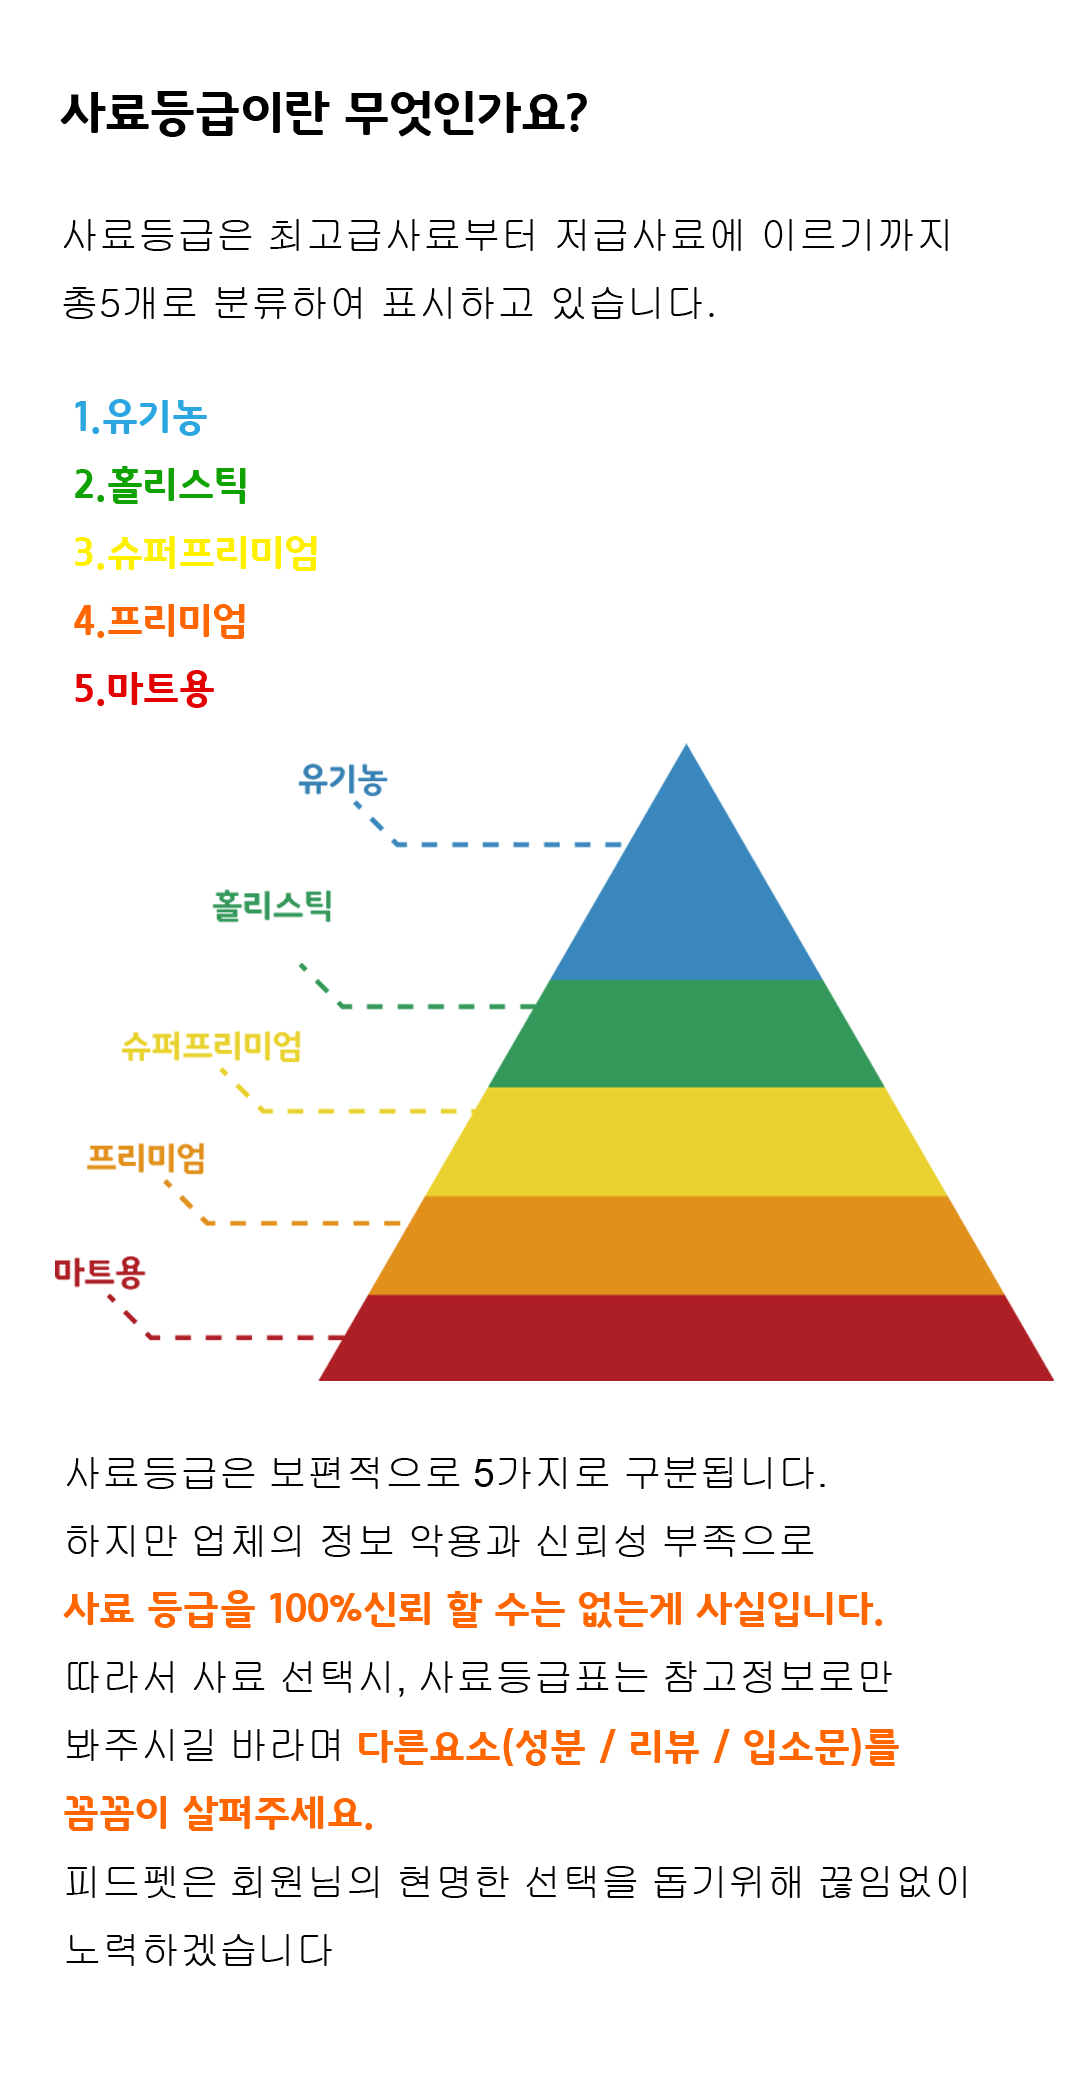 사료등급이란 무엇인가요?
사료등급은 최고급사료부터 저급사료에 이르기까지
총5개로 분류하여 표시하고 있습니다.
1.유기농
2.홀리스틱
3.슈퍼프리미엄
4.프리미엄
5.마트용
유기농
홀리스틱
슈퍼프리미엄
프리미엄
마트용
사료등급은 보편적으로 5가지로 구분됩니다.
하지만 업체의 정보 악용과 신뢰성 부족으로
사료 등급을 100%신뢰 할 수는 없는게 사실입니다.
따라서 사료 선택시, 사료등급표는 참고정보로만
봐주시길 바라며 다른요소(성분 / 리뷰 / 입소문)를
꼼꼼이 살펴주세요.
피드펫은 회원님의 현명한 선택을 돕기위해 끊임없이
노력하겠습니다